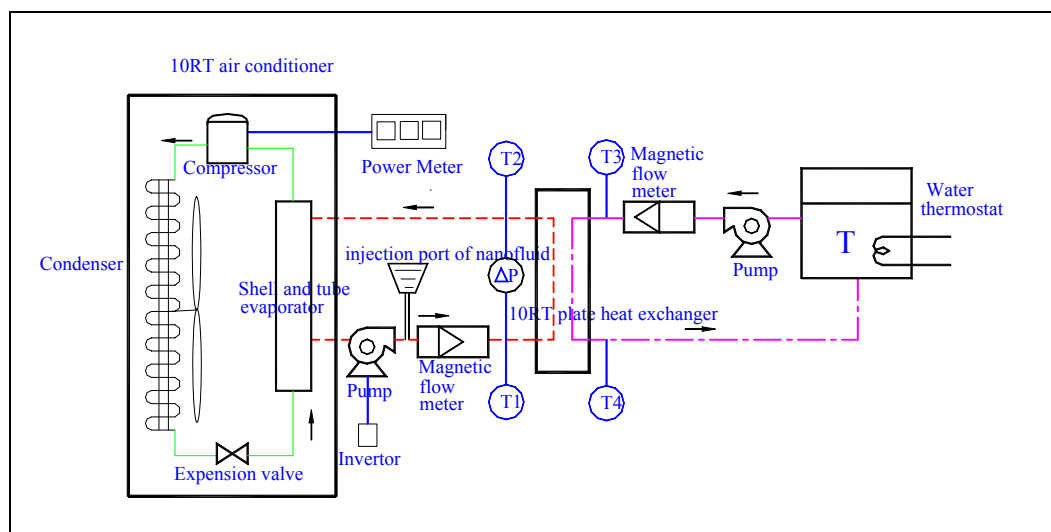 10RT air conditioner
Compressor
Power Meter
T2
T3
Magnetic
flow
meter
Water
thermostat
T
Pump
Condenser
injection port of nanofluid
ΔP
Shell and tube
evaporator
10RT plate heat exchanger
Pump
Magnetic
flow
meter
T1
T4
Invertor
Expension valve